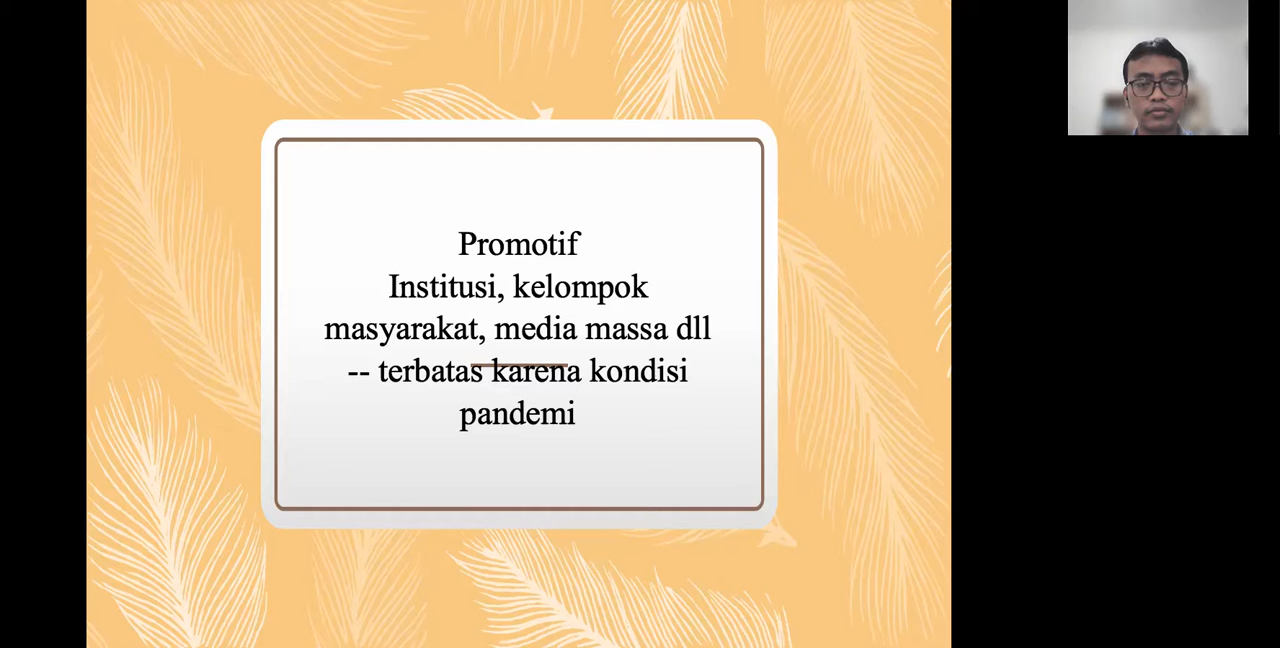 Promotif
Institusi, kelompok
masyarakat, media massa dll
-- terbatas karena kondisi
pandemi